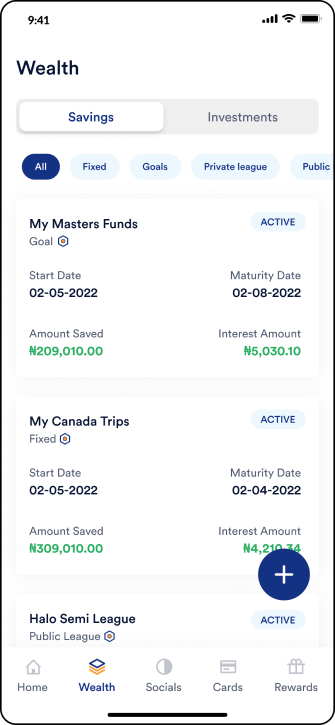 9:41
Wealth
Savings Investments
All Fixed Goals Private league Public
My Masters Funds ACTIVE
Goal
Start Date Maturity Date
02-05-2022 02-08-2022
Amount Saved Interest Amount
₦209,010.00 ₦5,030.10
My Canada Trips ACTIVE
Fixed
Start Date Maturity Date
02-05-2022 02-04-2022
Amount Saved Interest Amount
₦309,010.00 ₦4,210.34
Halo Semi League ACTIVE
Public League
Home Wealth Socials Cards Rewards